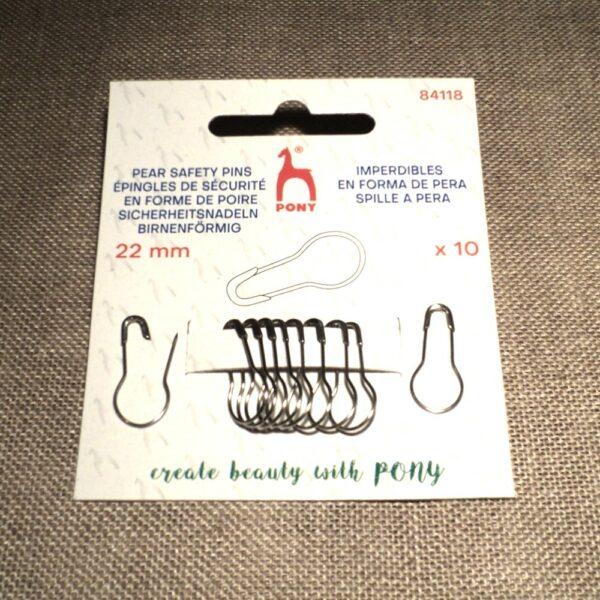 84118
PEAR SAFETY PINS
ÉPINGLES DE SÉCURITÉ
EN FORME DE POIRE
SICHERHEITSNADELN
BIRNENFÖRMIG
®
PONY
IMPERDIBLES
EN FORMA DE PERA
SPILLE A PERA
22 mm
x 10
create beauty with PONY